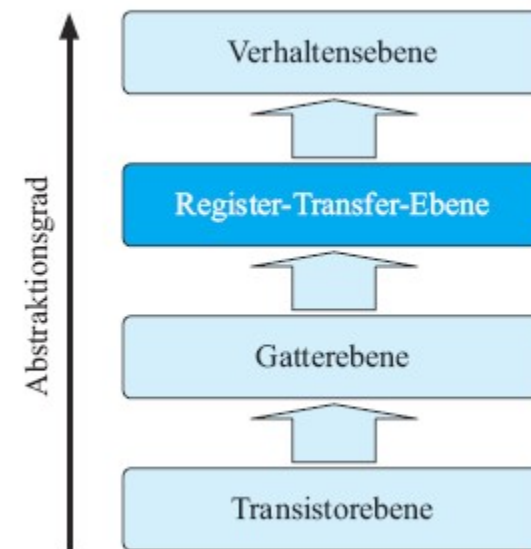 Verhaltensebene
Register-Transfer-Ebene
Gatterebene
Transistorebene
Abstraktionsgrad